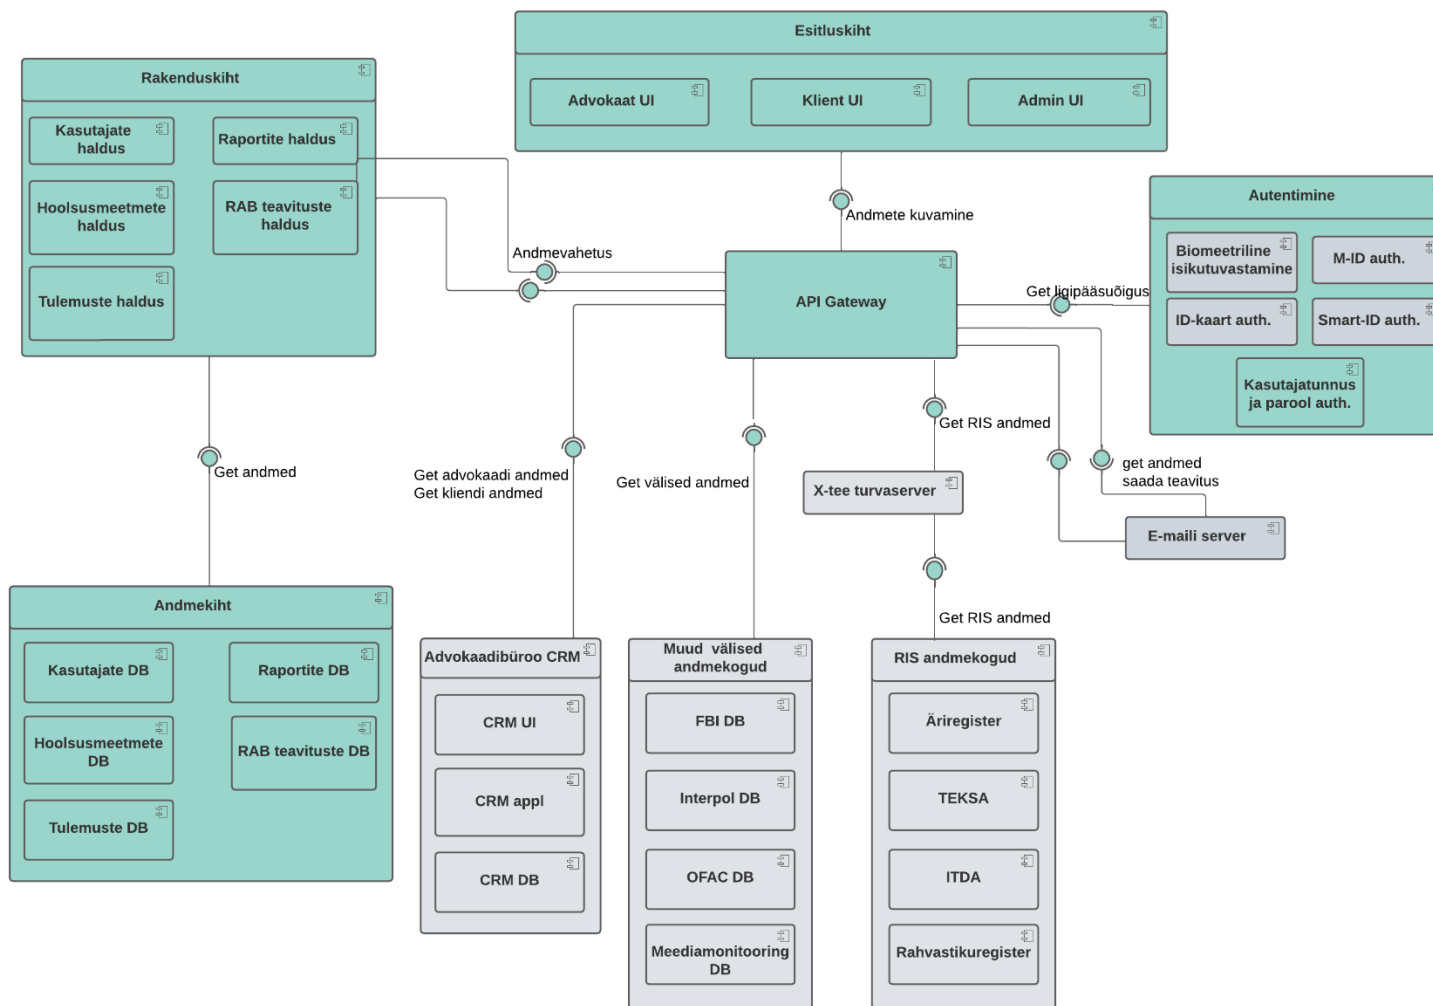 Esitluskiht
Advokaat UI
Klient UI
Admin UI
Rakenduskiht
Kasutajate
haldus
Raportite haldus
Hoolsusmeetmete
haldus
RAB teavituste
haldus
Tulemuste haldus
Andmete kuvamine
Andmevahetus
API Gateway
Get ligipääsuõigus
Autentimine
Biomeetriline
isikutuvastamine
M-ID auth.
ID-kaart auth.
Smart-ID auth.
Kasutajatunnus
ja parool auth.
Get andmed
Get advokaadi andmed
Get kliendi andmed
Get välised andmed
Get RIS andmed
X-tee turvaserver
get andmed
saada teavitus
E-maili server
Get RIS andmed
Andmekiht
Kasutajate DB
Raportite DB
Hoolsusmeetmete
DB
RAB teavituste DB
Tulemuste DB
Advokaadibüroo CRM
CRM UI
CRM appl
CRM DB
Muud välised
andmekogud
FBI DB
Interpol DB
OFAC DB
Meediamonitooring
DB
RIS andmekogud
Äriregister
TEKSA
ITDA
Rahvastikuregister